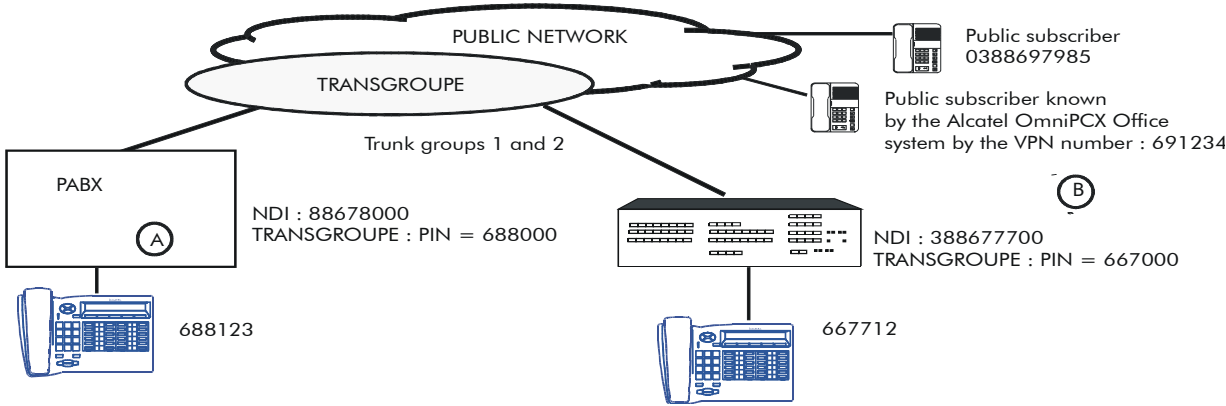 PUBLIC NETWORK
TRANSGROUPE
Public subscriber
0388697985
Public subscriber known
by the Alcatel OmniPCX Office
system by the VPN number : 691234
Trunk groups 1 and 2
PABX
A
NDI : 88678000
TRANSGROUPE : PIN = 688000
B
NDI : 388677700
TRANSGROUPE : PIN = 667000
688123
667712